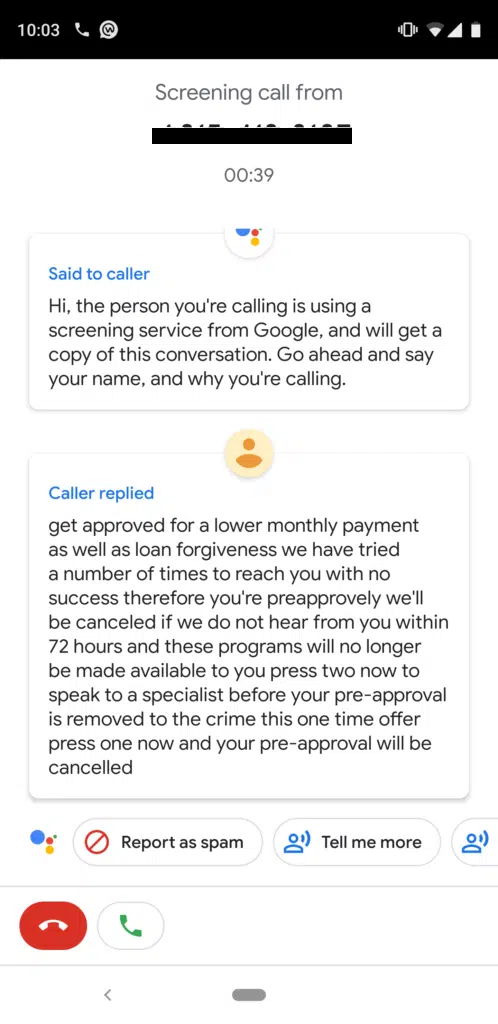 10:03
Screening call from
00:39
Said to caller
Hi, the person you're calling is using a
screening service from Google, and will get a
copy of this conversation. Go ahead and say
your name, and why you're calling.
Caller replied
get approved for a lower monthly payment
as well as loan forgiveness we have tried
a number of times to reach you with no
success therefore you're preapprovely we'll
be canceled if we do not hear from you within
72 hours and these programs will no longer
be made available to you press two now to
speak to a specialist before your pre-approval
is removed to the crime this one time offer
press one now and your pre-approval will be
cancelled
Report as spam
Tell me more